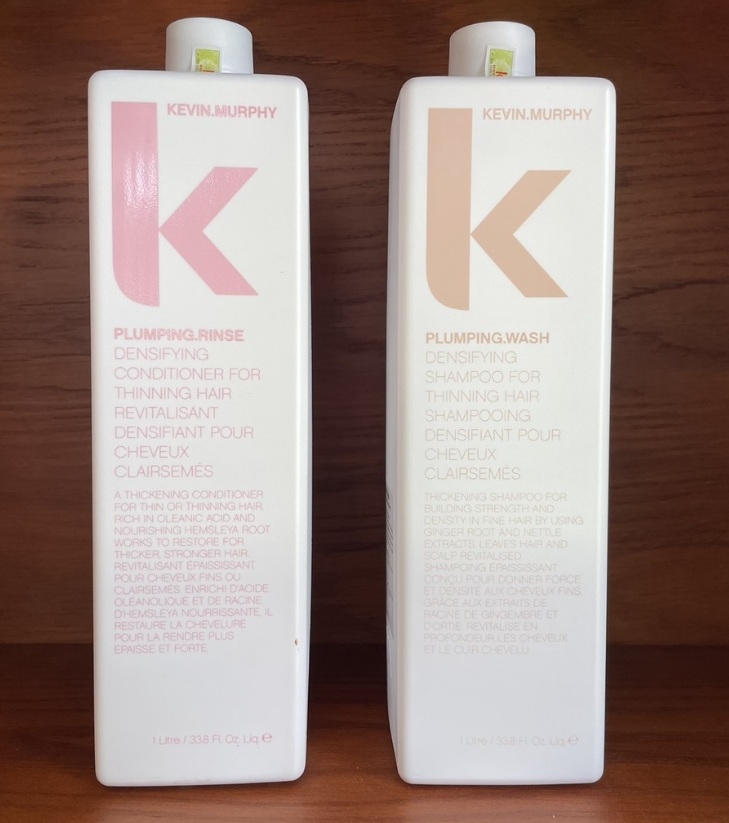 KEVIN.MURPHY
k
PLUMPING.RINSE
DENSIFYING
CONDITIONER FOR
THINNING HAIR
REVITALISANT
DENSIFIANT POUR
CHEVEUX
CLAIRSEMÉS
A THICKENING CONDITIONER
FOR THIN OR THINNING HAIR.
RICH IN OLEANIC ACID AND
NOURISHING HEMSLEYA ROOT
WORKS TO RESTORE FOR
THICKER, STRONGER HAIR.
REVITALISANT ÉPAISSISSANT
POUR CHEVEUX FINS OU
CLAIRSEMÉS. ENRICHI D'ACIDE
OLÉANOLIQUE ET DE RACINE
D'HEMSLEYA NOURRISSANTE, IL
RESTAURE LA CHEVELURE
POUR LA RENDRE PLUS
ÉPAISSE ET FORTE.
1 Litre / 33.8 Fl. Oz. Liq. ℮
KEVIN.MURPHY
k
PLUMPING.WASH
DENSIFYING
SHAMPOO FOR
THINNING HAIR
SHAMPOOING
DENSIFIANT POUR
CHEVEUX
CLAIRSEMÉS
THICKENING SHAMPOO FOR
BUILDING STRENGTH AND
DENSITY IN FINE HAIR BY USING
GINGER ROOT AND NETTLE
EXTRACTS. LEAVES HAIR AND
SCALP REVITALISED.
SHAMPOING ÉPAISSISSANT
CONÇU POUR DONNER FORCE
ET DENSITÉ AUX CHEVEUX FINS
GRÂCE AUX EXTRAITS DE
RACINE DE GINGEMBRE ET
D'ORTIE. REVITALISE EN
PROFONDEUR LES CHEVEUX
ET LE CUIR CHEVELU.
1 Litre / 33.8 Fl. Oz. Liq. ℮